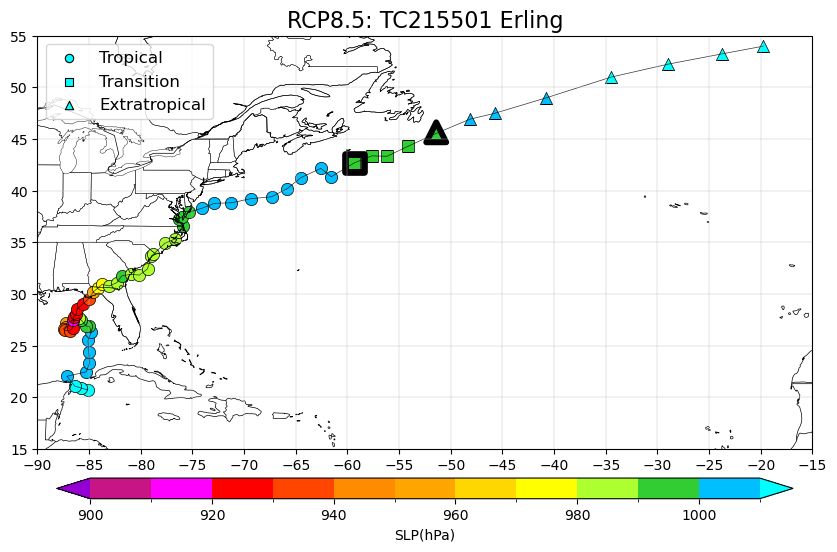 RCP8.5: TC215501 Erling
Tropical
Transition
Extratropical
55
50
45
40
35
30
25
20
15
−90 −85 −80 −75 −70 −65 −60 −55 −50 −45 −40 −35 −30 −25 −20 −15
900 920 940 960 980 1000
SLP(hPa)